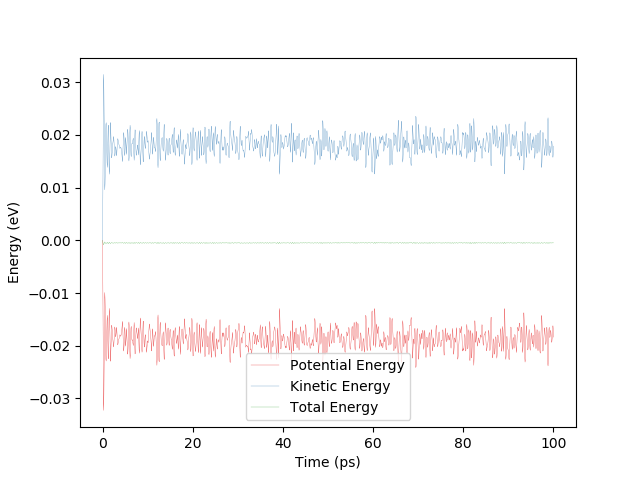 0.03
0.02
0.01
0.00
−0.01
−0.02
−0.03
Energy (eV)
Potential Energy
Kinetic Energy
Total Energy
0 20 40 60 80 100
Time (ps)